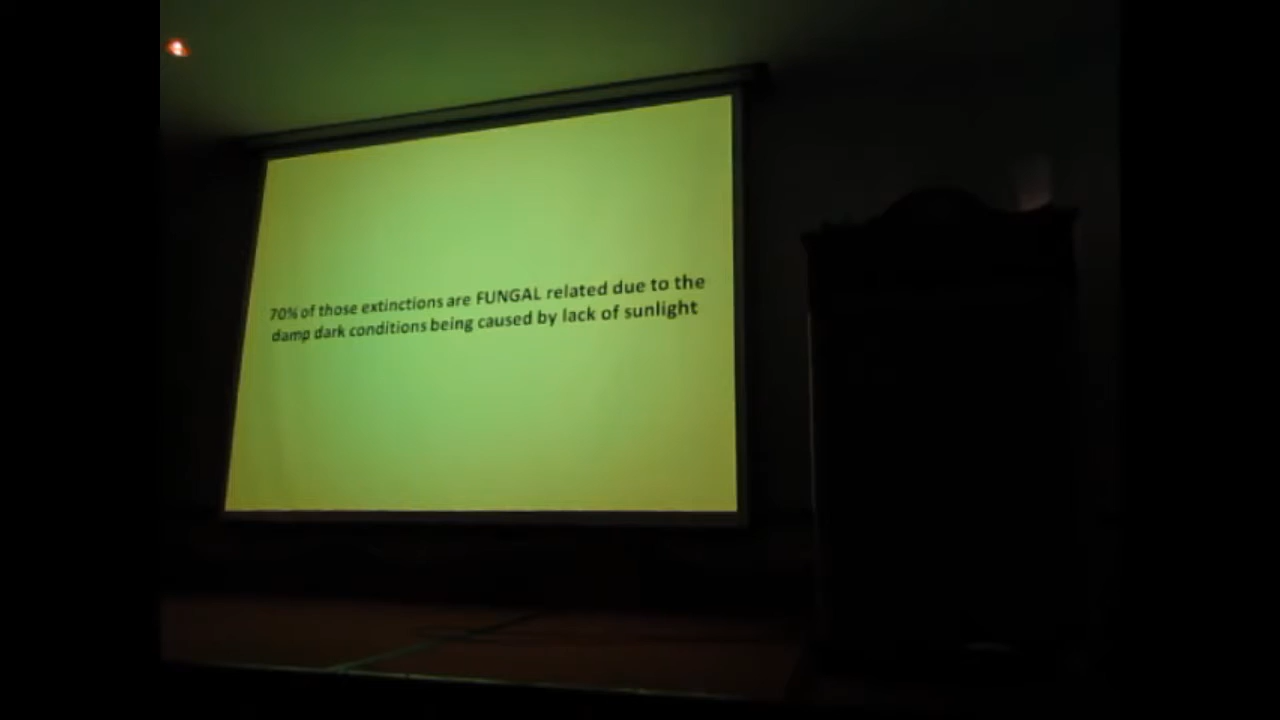 70% of those extinctions are FUNGAL related due to the
damp dark conditions being caused by lack of sunlight